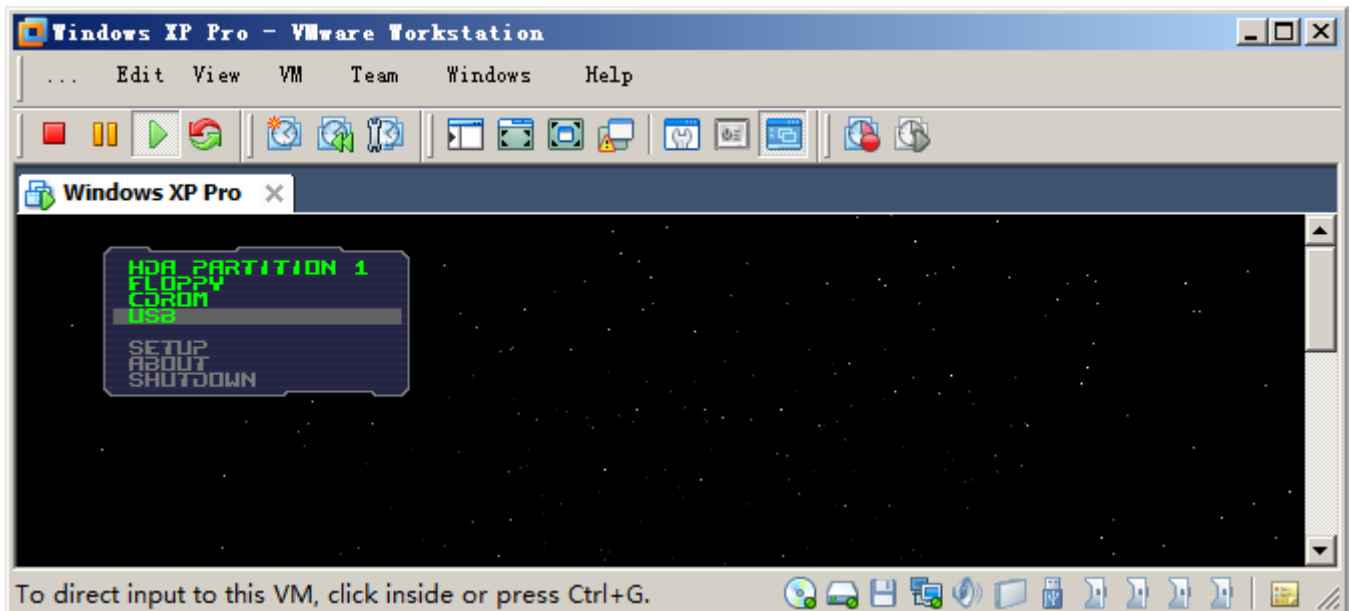 Windows XP Pro - VMware Workstation
... Edit View VM Team Windows Help
Windows XP Pro
HDA PARTITION 1
FLOPPY
CDROM
USB
SETUP
ABOUT
SHUTDOWN
To direct input to this VM, click inside or press Ctrl+G.